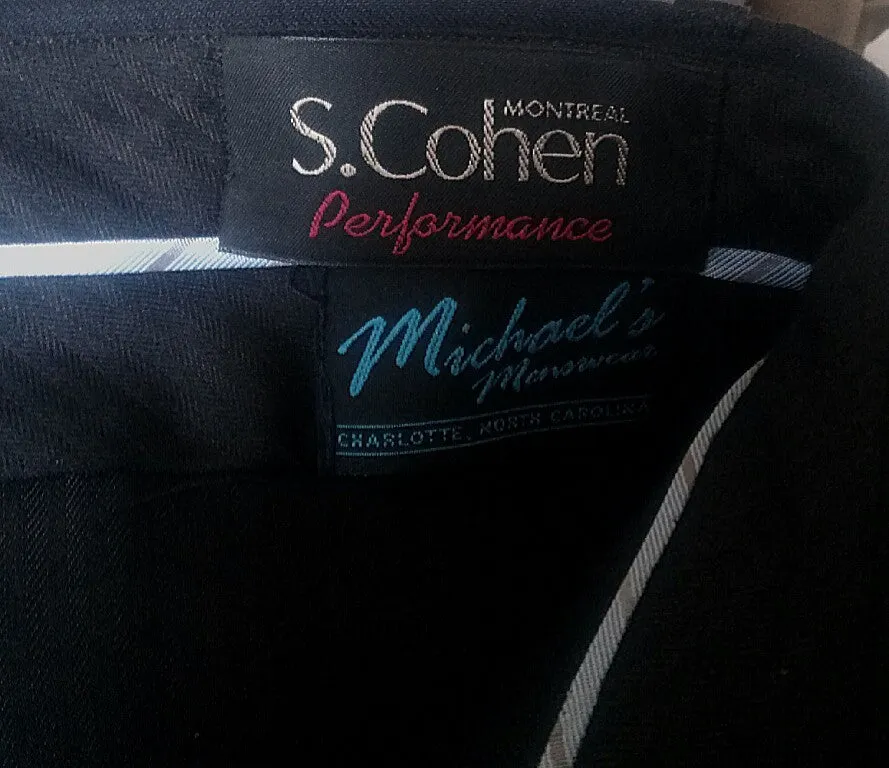 MONTREAL
S.Cohen
Performance
Michael's
Menswear
CHARLOTTE, NORTH CAROLINA